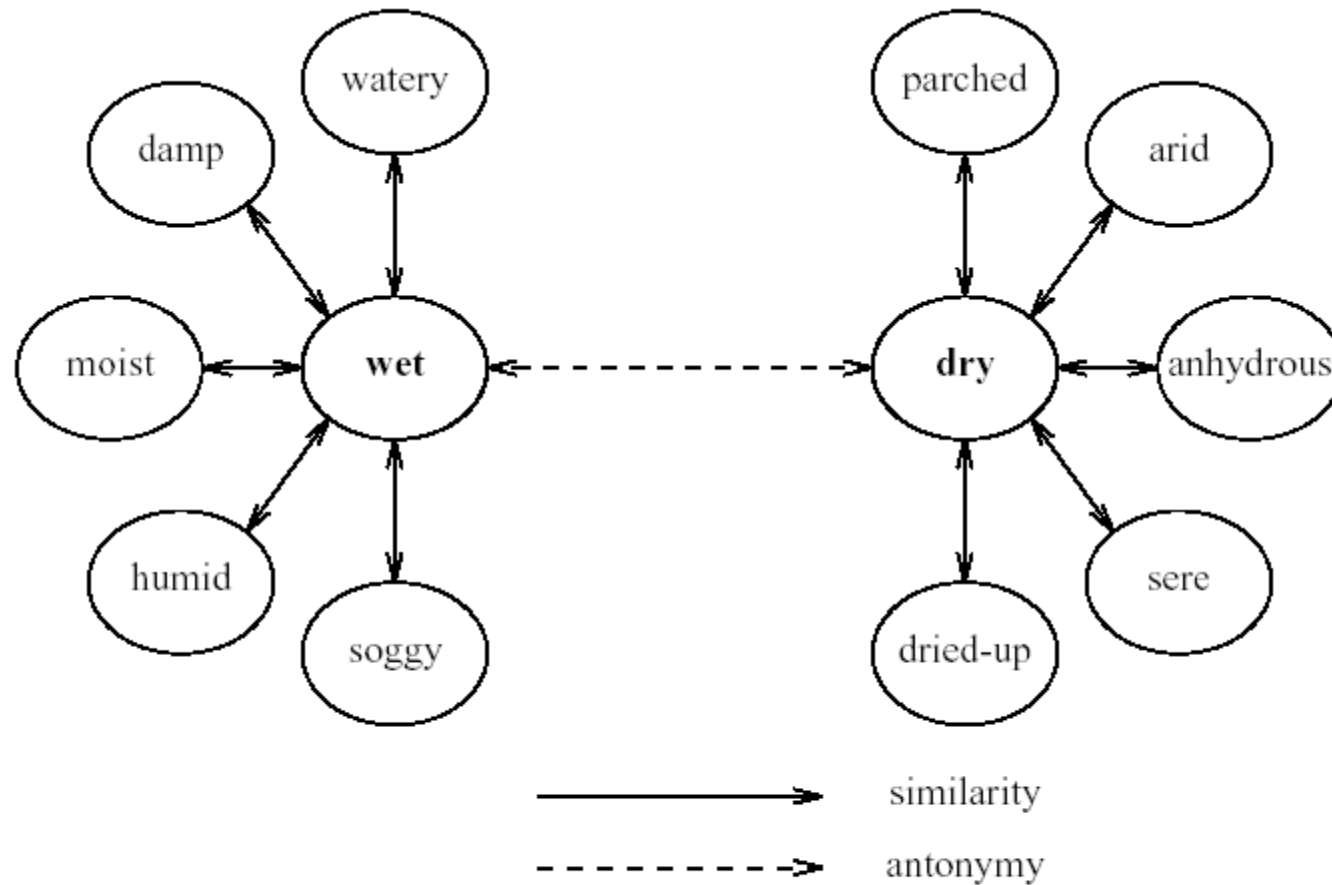 watery
parched
damp
arid
moist
wet
dry
anhydrous
humid
sere
soggy
dried-up
similarity
antonymy